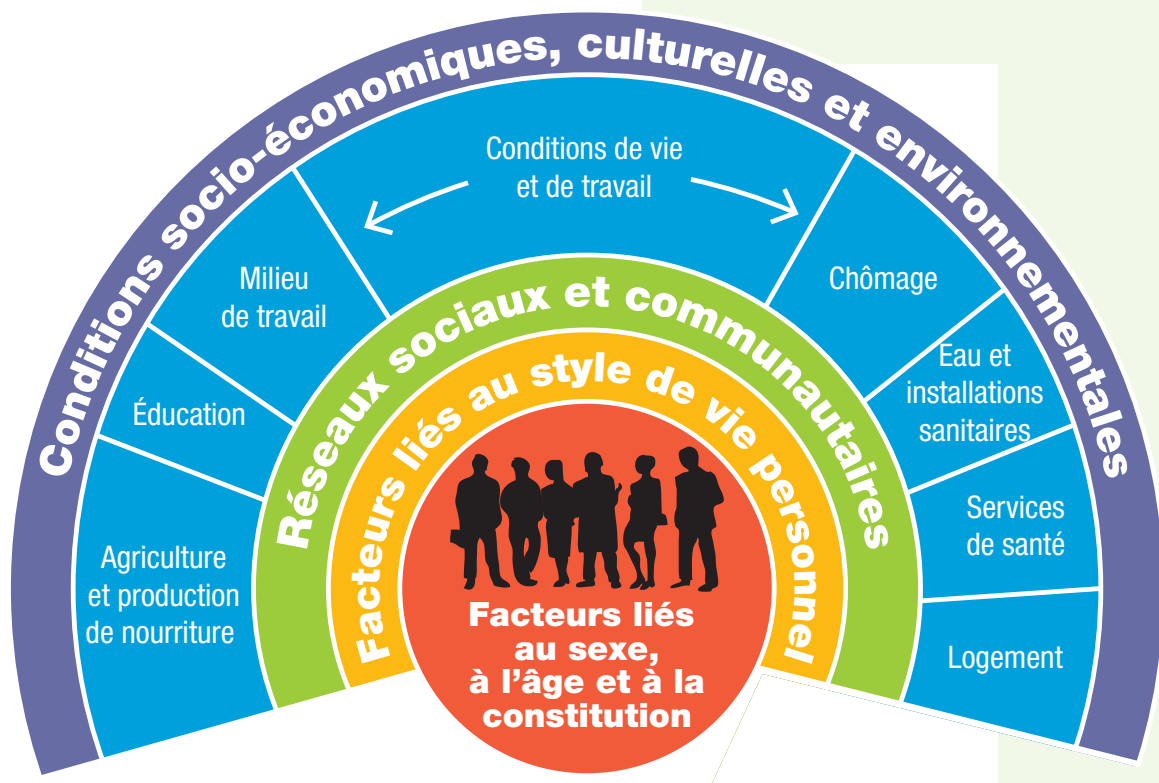 Conditions socio-économiques, culturelles et environnementales
Conditions de vie
et de travail
Milieu
de travail
Chômage
Éducation
Eau et
installations
sanitaires
Agriculture
et production
de nourriture
Services
de santé
Logement
Réseaux sociaux et communautaires
Facteurs liés au style de vie personnel
Facteurs liés
au sexe,
à l’âge et à la
constitution